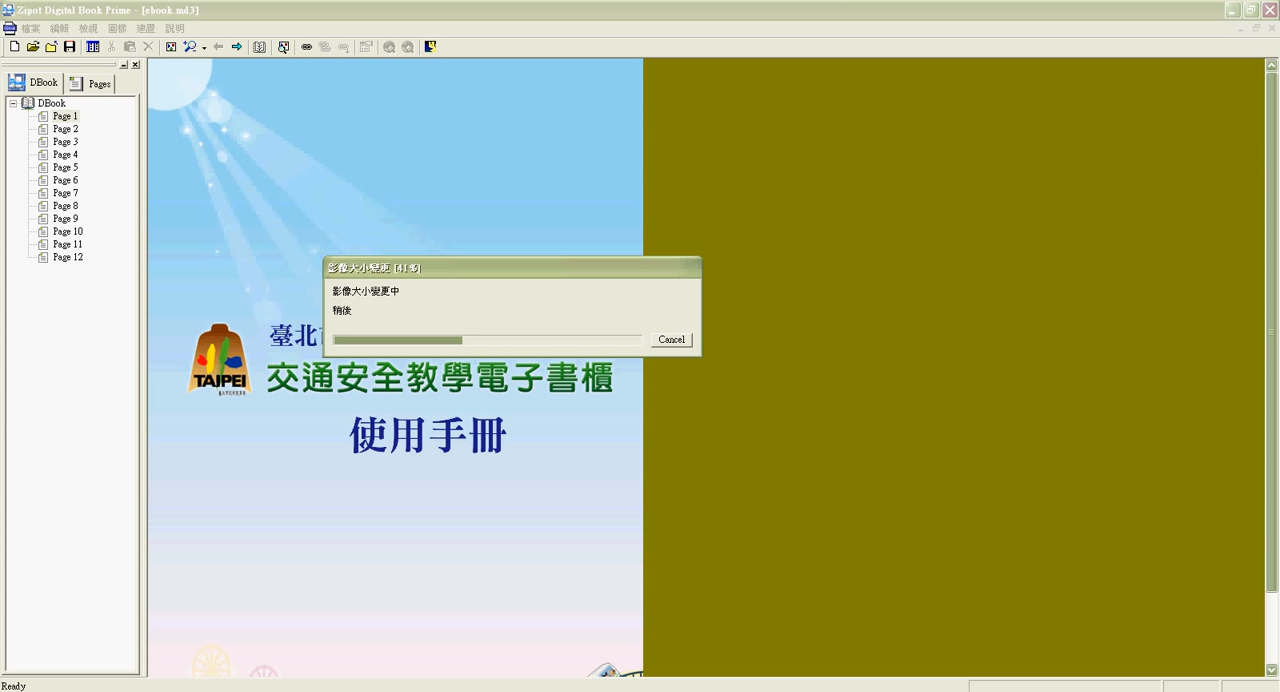 Zipot Digital Book Prime - [ebook.md3]
檔案 編輯 檢視 圖樣 總覽 說明
DBook Pages
DBook
Page 1
Page 2
Page 3
Page 4
Page 5
Page 6
Page 7
Page 8
Page 9
Page 10
Page 11
Page 12
影像大小變更 [41%]
影像大小變更中
稍後
Cancel
臺北
TAIPEI
交通安全教學電子書櫃
使用手冊
Ready